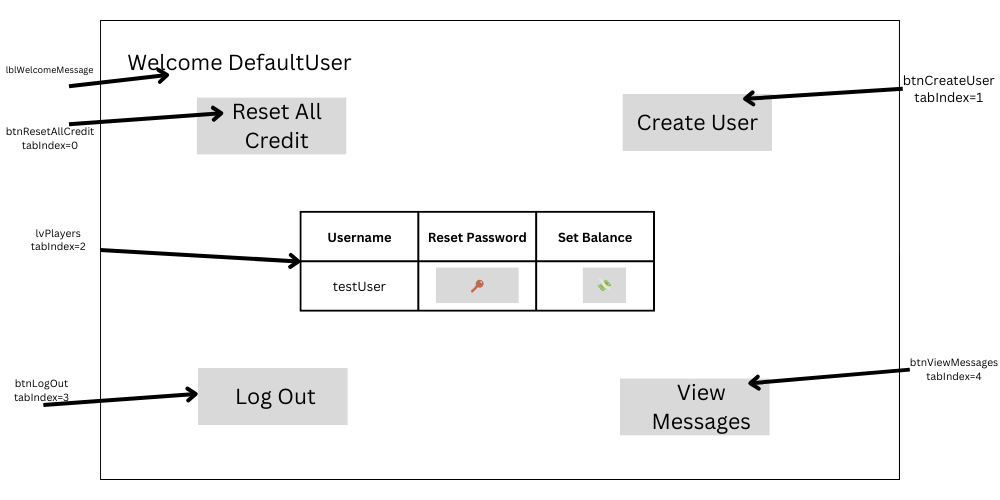 Welcome DefaultUser
lblWelcomeMessage
btnCreateUser
tabIndex=1
Reset All
Credit
Create User
btnResetAllCredit
tabIndex=0
lvPlayers
tabIndex=2
Username Reset Password Set Balance
testUser
btnLogOut
tabIndex=3
Log Out
View
Messages
btnViewMessages
tabIndex=4